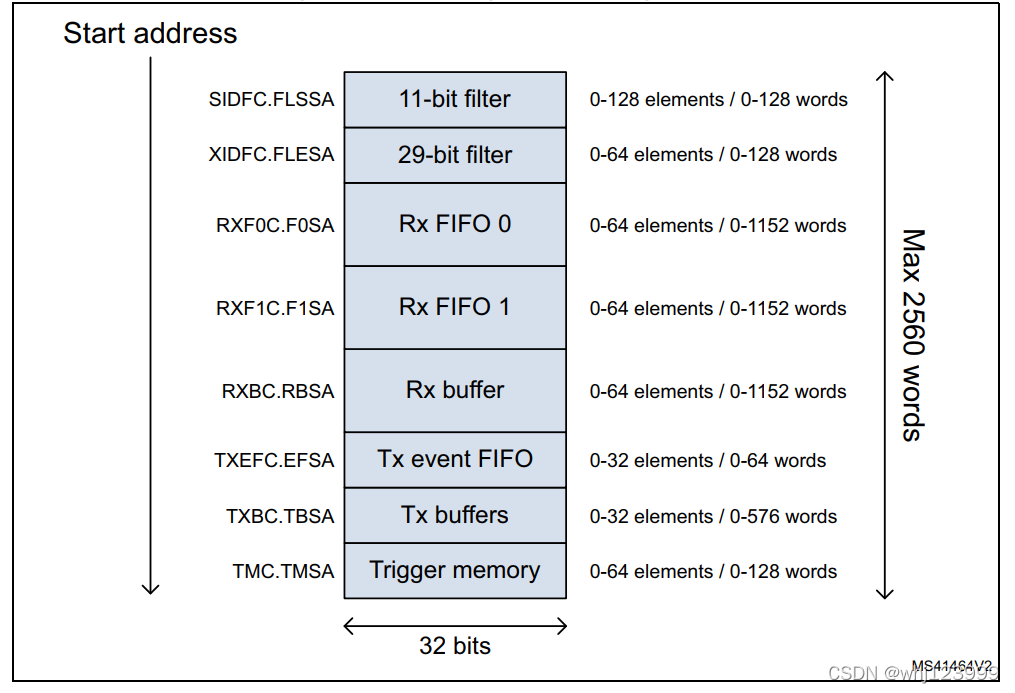 Start address
SIDFC.FLSSA 11-bit filter 0-128 elements / 0-128 words
XIDFC.FLESA 29-bit filter 0-64 elements / 0-128 words
RXF0C.F0SA Rx FIFO 0 0-64 elements / 0-1152 words
RXF1C.F1SA Rx FIFO 1 0-64 elements / 0-1152 words
RXBC.RBSA Rx buffer 0-64 elements / 0-1152 words
TXEFC.EFSA Tx event FIFO 0-32 elements / 0-64 words
TXBC.TBSA Tx buffers 0-32 elements / 0-576 words
TMC.TMSA Trigger memory 0-64 elements / 0-128 words
Max 2560 words
32 bits
MS41464V2
CSDN @whj123999